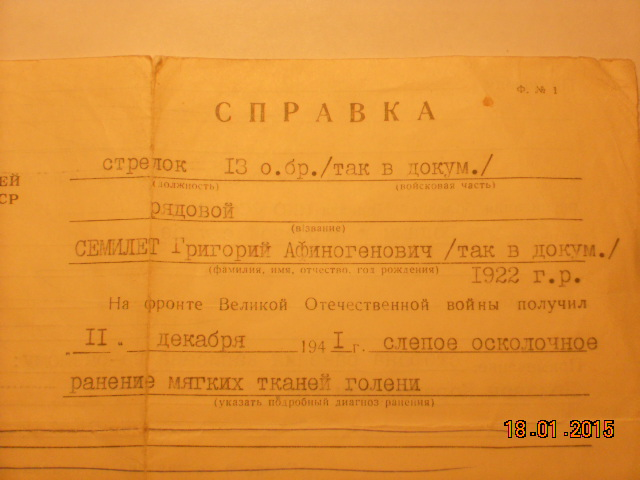 Ф. № 1
СПРАВКА
стрелок 13 о.бр./так в докум./
(должность) (войсковая часть)
ЕЙ
СР
рядовой
(звание)
СЕМИЛЕТ Григорий Афиногенович /так в докум./
(фамилия, имя, отчество, год рождения)
1922 г.р.
На фронте Великой Отечественной войны получил
"11" декабря 1941г. слепое осколочное
ранение мягких тканей голени
(указать подробный диагноз ранения)
18.01.2015